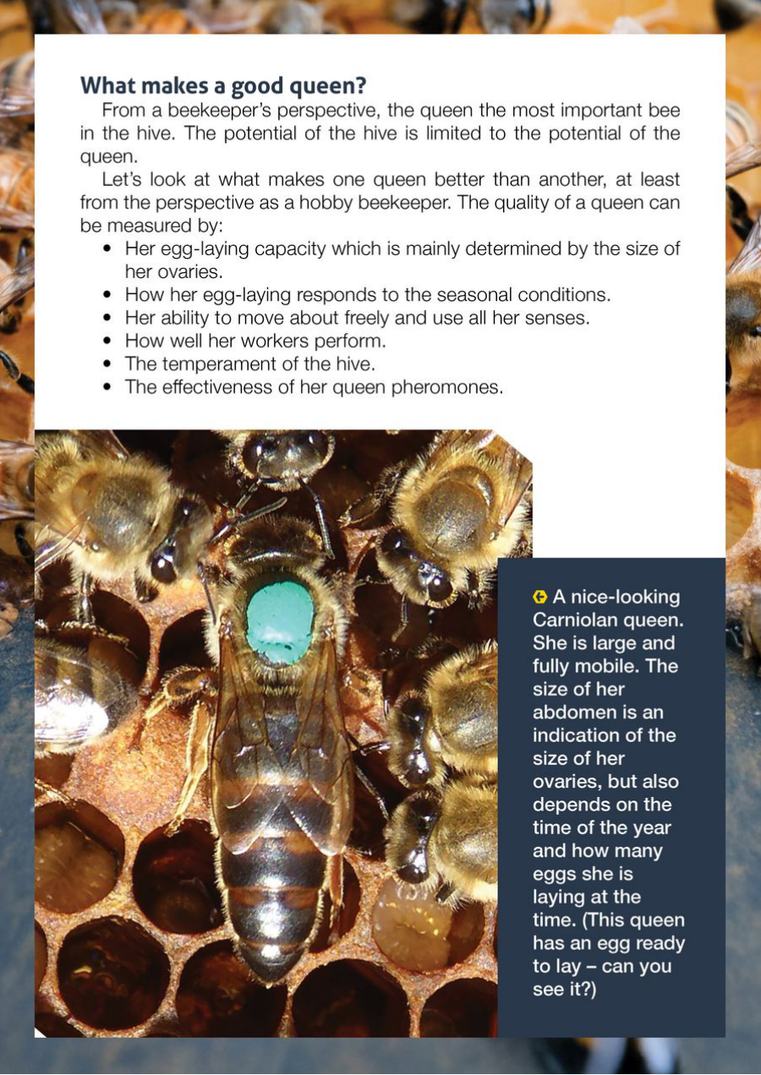 What makes a good queen?
From a beekeeper's perspective, the queen the most important bee
in the hive. The potential of the hive is limited to the potential of the
queen.
Let's look at what makes one queen better than another, at least
from the perspective as a hobby beekeeper. The quality of a queen can
be measured by:
• Her egg-laying capacity which is mainly determined by the size of
her ovaries.
• How her egg-laying responds to the seasonal conditions.
• Her ability to move about freely and use all her senses.
• How well her workers perform.
• The temperament of the hive.
• The effectiveness of her queen pheromones.
A nice-looking
Carniolan queen.
She is large and
fully mobile. The
size of her
abdomen is an
indication of the
size of her
ovaries, but also
depends on the
time of the year
and how many
eggs she is
laying at the
time. (This queen
has an egg ready
to lay – can you
see it?)